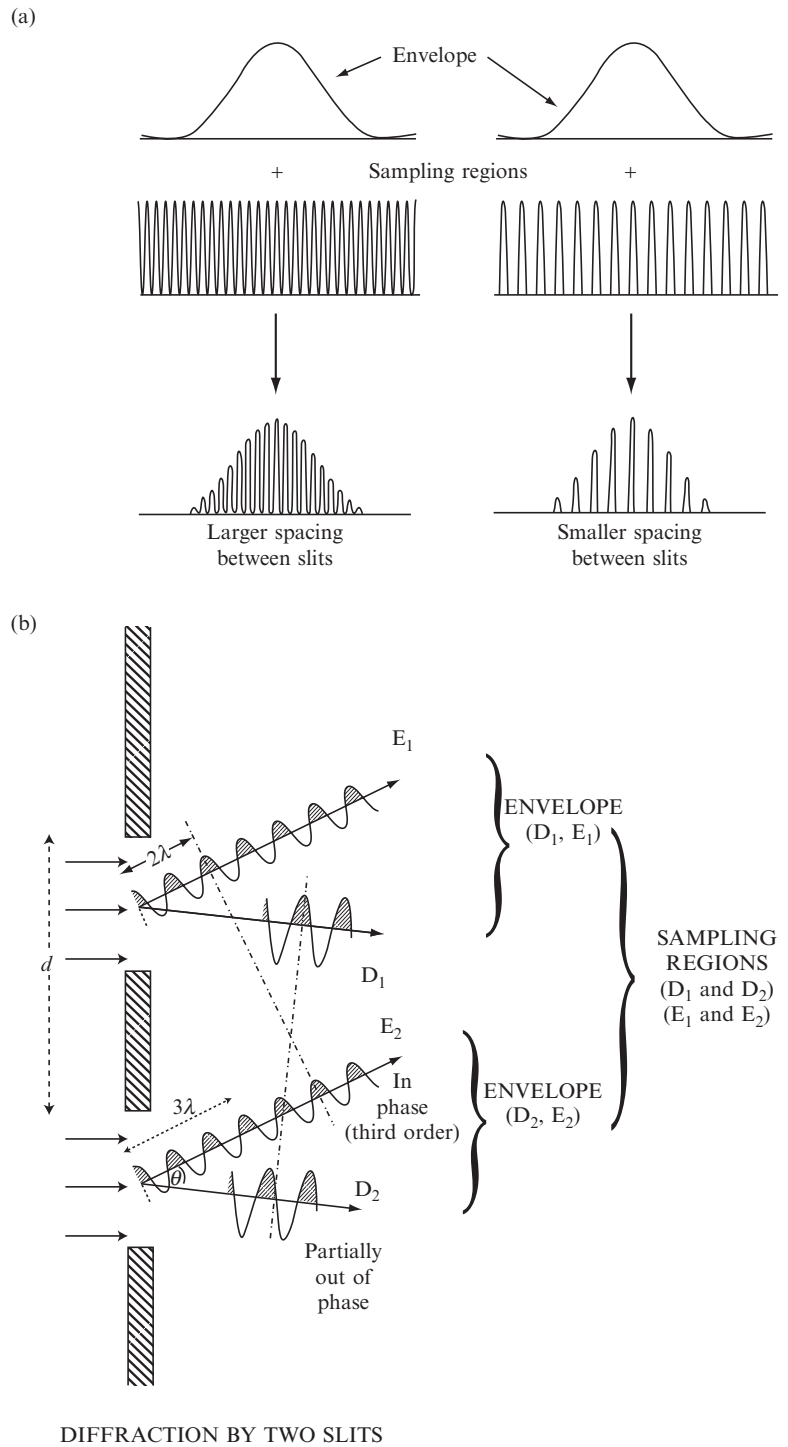 (a)
Envelope
+ Sampling regions +
Larger spacing
between slits
Smaller spacing
between slits
(b)
E1
ENVELOPE
(D1, E1)
2λ
d
D1
SAMPLING
REGIONS
(D1 and D2)
(E1 and E2)
E2
In
phase
(third order)
3λ
ENVELOPE
(D2, E2)
θ
D2
Partially
out of
phase
DIFFRACTION BY TWO SLITS